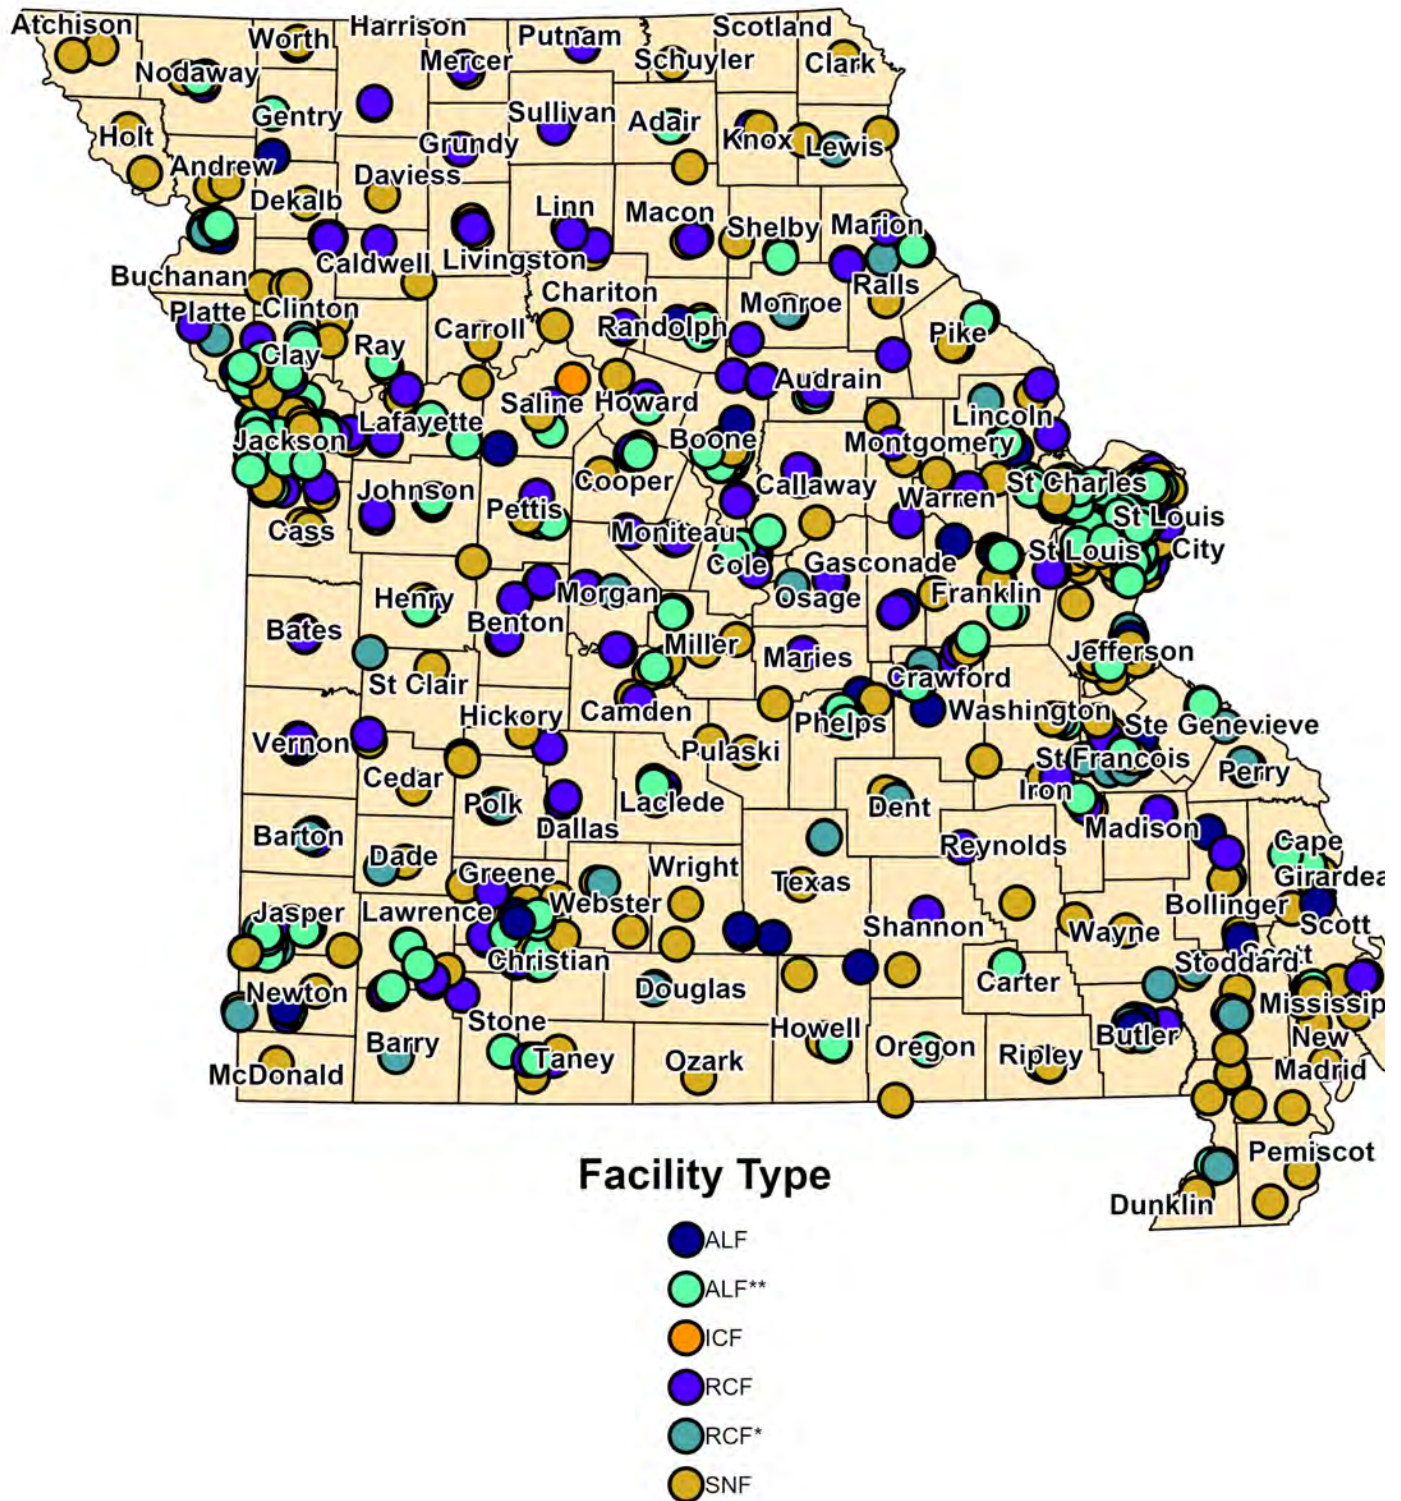 Atchison
Worth
Harrison
Putnam
Scotland
Nodaway
Mercer
Schuyler
Clark
Gentry
Holt
Sullivan
Adair
Knox
Lewis
Grundy
Andrew
Daviess
Dekalb
Linn
Macon
Shelby
Marion
Buchanan
Caldwell
Livingston
Ralls
Platte
Clinton
Chariton
Monroe
Randolph
Pike
Clay
Ray
Carroll
Audrain
Saline
Howard
Lafayette
Lincoln
Jackson
Boone
Montgomery
Johnson
Cooper
Callaway
Warren
St Charles
Cass
Pettis
Moniteau
St Louis
City
Cole
Gasconade
St Louis
Henry
Morgan
Osage
Franklin
Bates
Benton
Miller
Maries
Jefferson
St Clair
Crawford
Hickory
Camden
Phelps
Washington
Ste Genevieve
Vernon
Pulaski
Cedar
St Francois
Perry
Polk
Laclede
Dent
Iron
Barton
Dallas
Madison
Dade
Reynolds
Cape
Girardea
Greene
Wright
Texas
Jasper
Lawrence
Webster
Bollinger
Shannon
Wayne
Scott
Christian
Scott
Stoddard
Newton
Douglas
Carter
Mississip
Stone
Howell
Butler
New
Madrid
Barry
Taney
Ozark
Oregon
Ripley
McDonald
Pemiscot
Dunklin
Facility Type
ALF
ALF**
ICF
RCF
RCF*
SNF